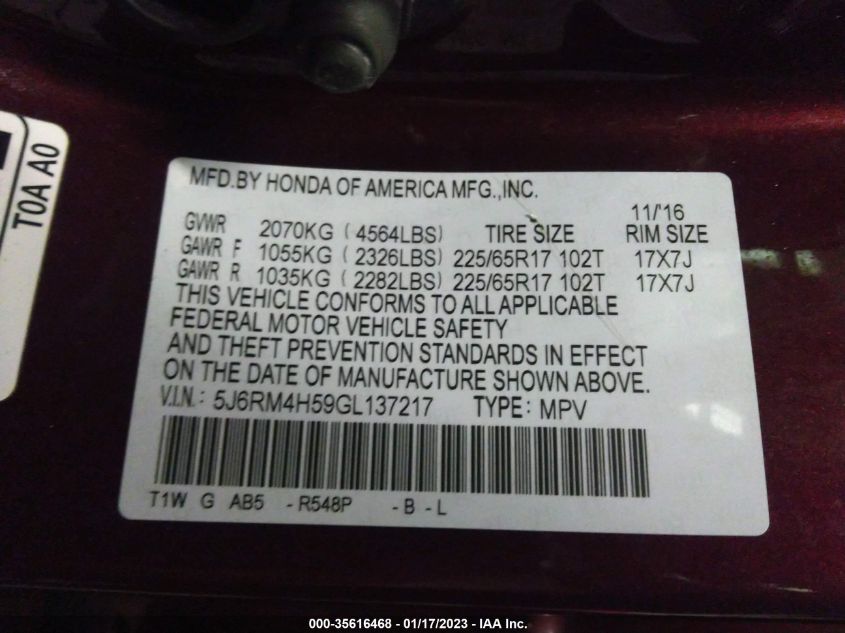 T0A A0
MFD.BY HONDA OF AMERICA MFG.,INC.
11/'16
GVWR 2070KG ( 4564LBS) TIRE SIZE RIM SIZE
GAWR F 1055KG ( 2326LBS) 225/65R17 102T 17X7J
GAWR R 1035KG ( 2282LBS) 225/65R17 102T 17X7J
THIS VEHICLE CONFORMS TO ALL APPLICABLE
FEDERAL MOTOR VEHICLE SAFETY
AND THEFT PREVENTION STANDARDS IN EFFECT
ON THE DATE OF MANUFACTURE SHOWN ABOVE.
V.I.N.: 5J6RM4H59GL137217 TYPE: MPV
T1W G AB5 - R548P - B - L
000-35616468 - 01/17/2023 - IAA Inc.